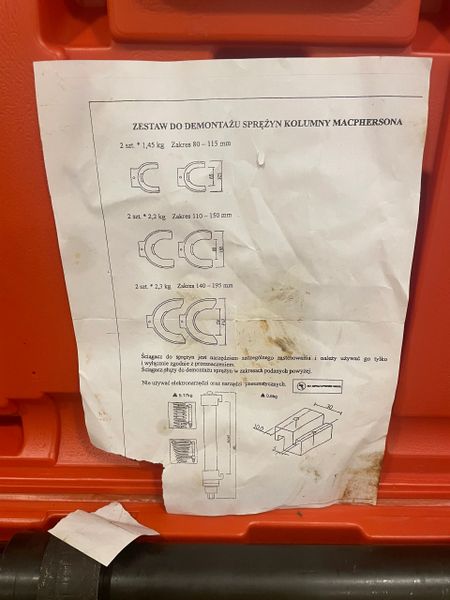 ZESTAW DO DEMONTAŻU SPRĘŻYN KOLUMNY MACPHERSONA
2 szt. * 1,45 kg Zakres 80 – 115 mm
2 szt. * 2,2 kg Zakres 110 – 150 mm
2 szt. * 2,3 kg Zakres 140 – 195 mm
Ściągacz do sprężyn jest narzędziem szczególnego zastosowania i należy używać go tylko
i wyłącznie zgodnie z przeznaczeniem.
Ściągacz służy do demontażu sprężyn w zakresach podanych powyżej.
Nie używać elektronarzędzi oraz narzędzi pneumatycznych.